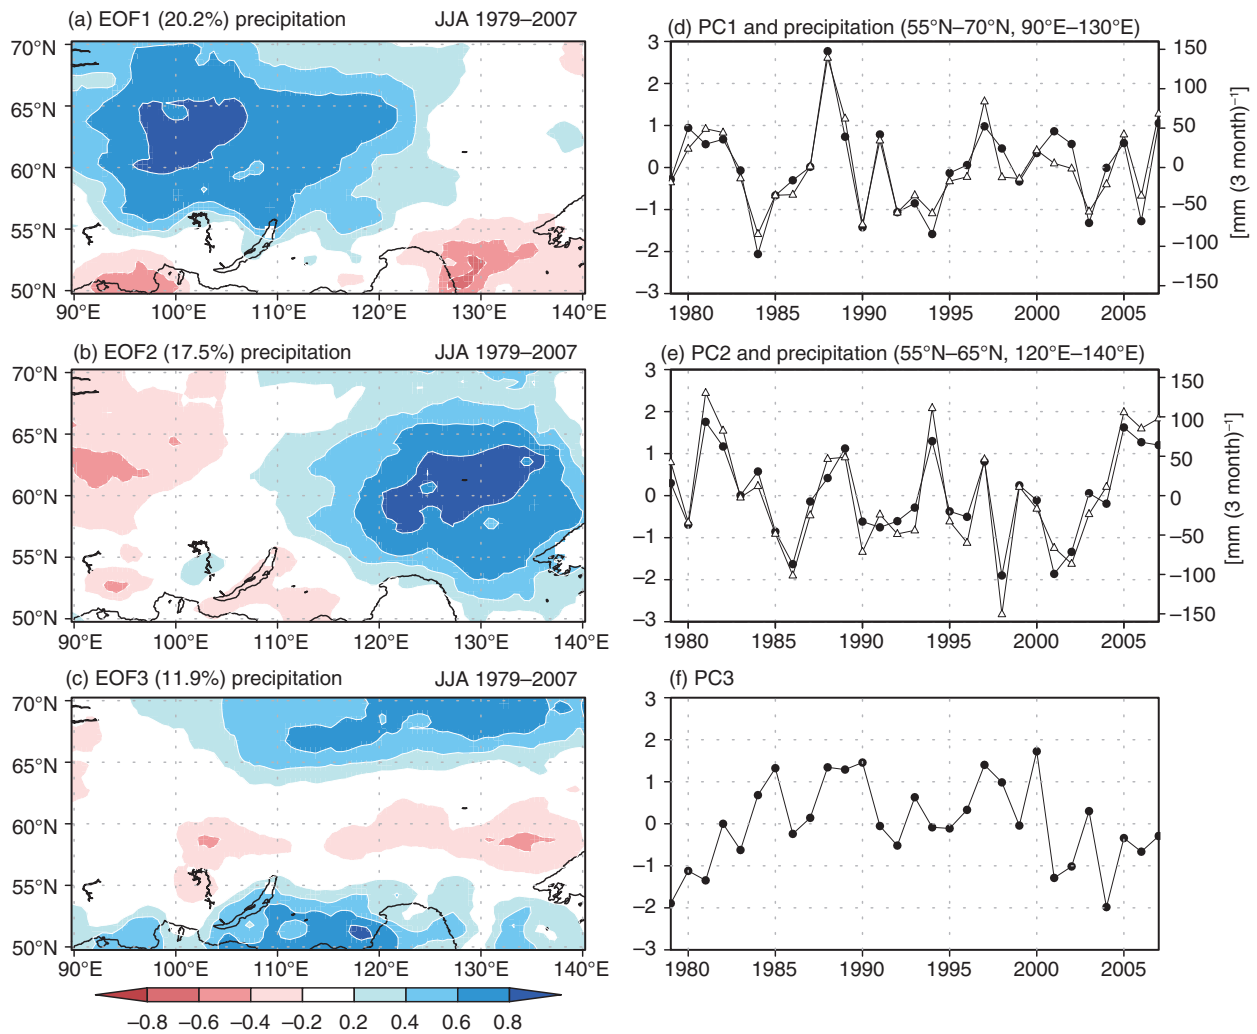 (a) EOF1 (20.2%) precipitation JJA 1979–2007
70°N
65°N
60°N
55°N
50°N
90°E 100°E 110°E 120°E 130°E 140°E
(b) EOF2 (17.5%) precipitation JJA 1979–2007
70°N
65°N
60°N
55°N
50°N
90°E 100°E 110°E 120°E 130°E 140°E
(c) EOF3 (11.9%) precipitation JJA 1979–2007
70°N
65°N
60°N
55°N
50°N
90°E 100°E 110°E 120°E 130°E 140°E
−0.8 −0.6 −0.4 −0.2 0.2 0.4 0.6 0.8
(d) PC1 and precipitation (55°N–70°N, 90°E–130°E)
3
2
1
0
−1
−2
−3
150
100
50
0
−50
−100
−150
[mm (3 month)⁻¹]
1980 1985 1990 1995 2000 2005
(e) PC2 and precipitation (55°N–65°N, 120°E–140°E)
3
2
1
0
−1
−2
−3
150
100
50
0
−50
−100
−150
[mm (3 month)⁻¹]
1980 1985 1990 1995 2000 2005
(f) PC3
3
2
1
0
−1
−2
−3
1980 1985 1990 1995 2000 2005